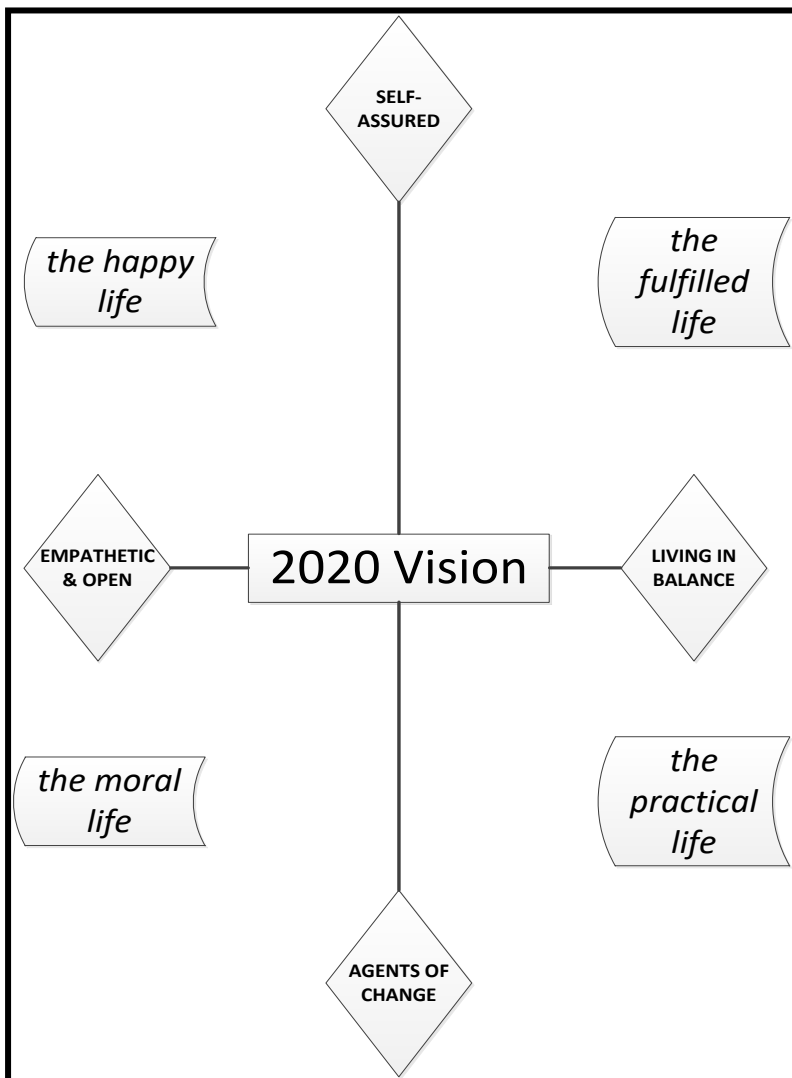 SELF-
ASSURED
the happy
life
the
fulfilled
life
EMPATHETIC
& OPEN
2020 Vision
LIVING IN
BALANCE
the moral
life
the
practical
life
AGENTS OF
CHANGE